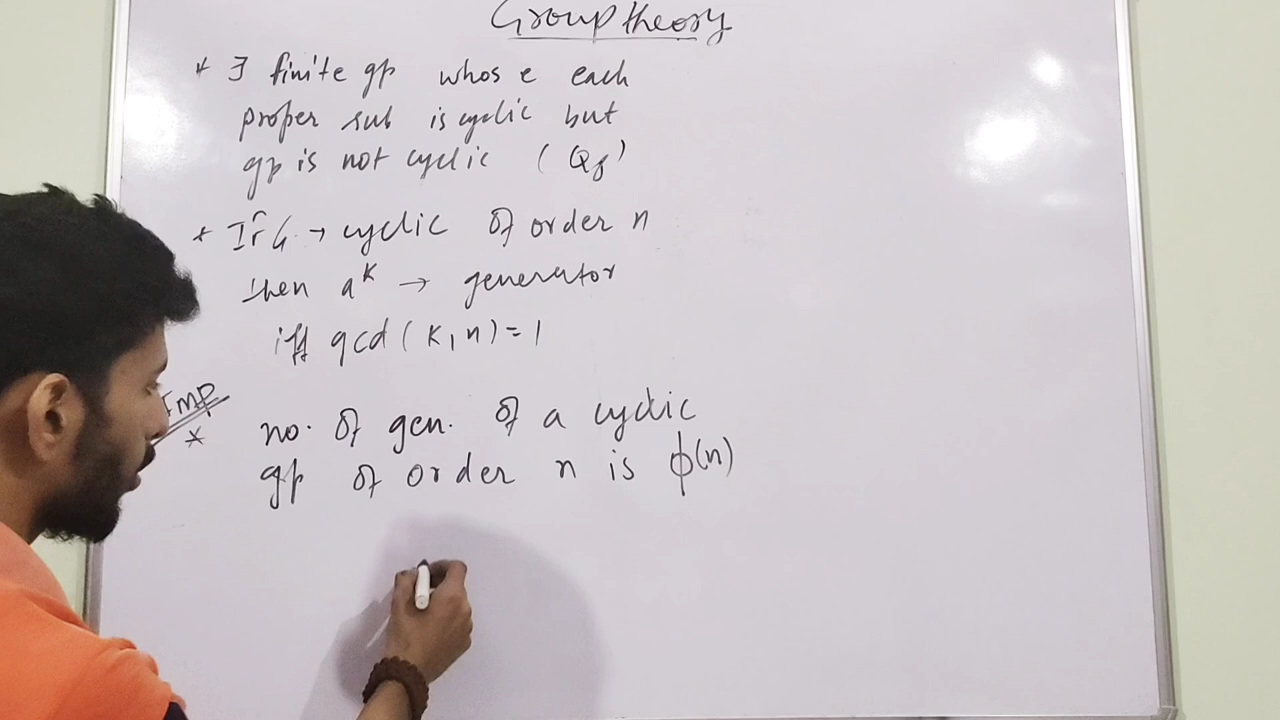 Group theory
* ∃ finite gp whose each
proper sub is cyclic but
gp is not cyclic (Q8)
* If G → cyclic of order n
then a^K → generator
iff gcd(K,n)=1
IMP
* no. of gen. of a cyclic
gp of order n is ϕ(n)